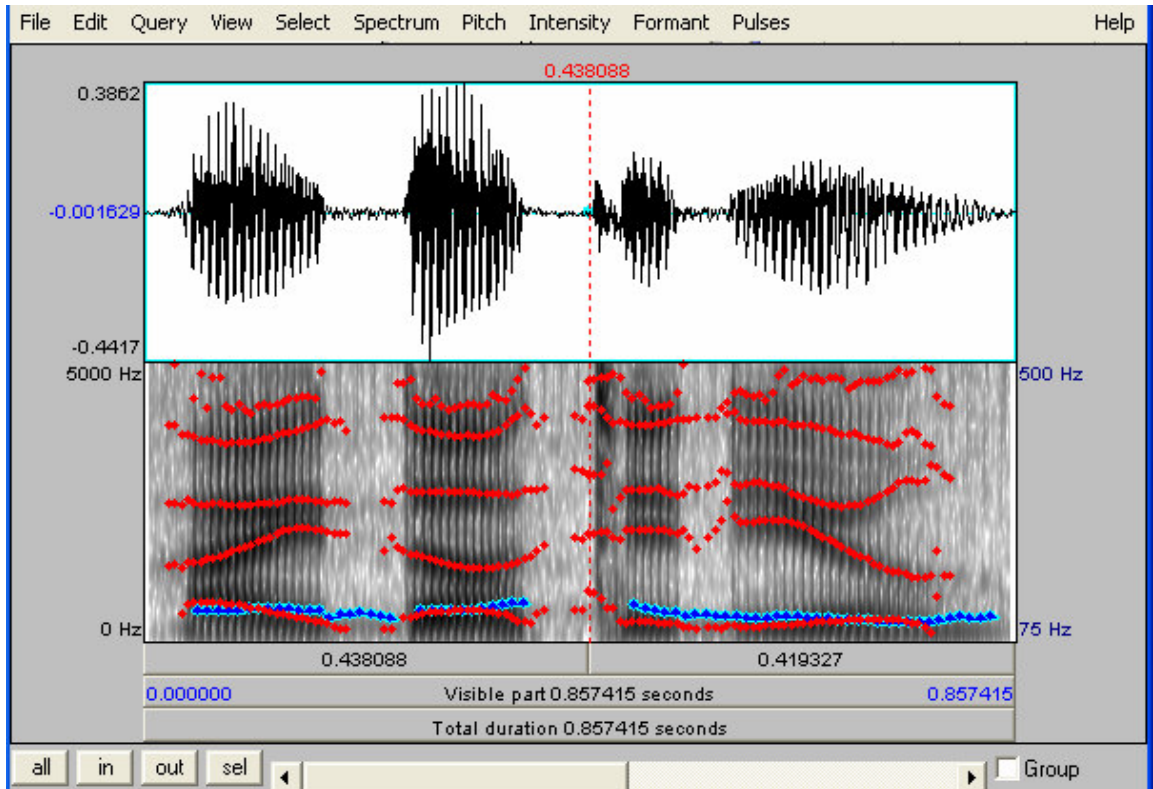 File Edit Query View Select Spectrum Pitch Intensity Formant Pulses Help
0.438088
0.3862
-0.001629
-0.4417
5000 Hz 500 Hz
0 Hz 75 Hz
0.438088 0.419327
0.000000 Visible part 0.857415 seconds 0.857415
Total duration 0.857415 seconds
all in out sel Group